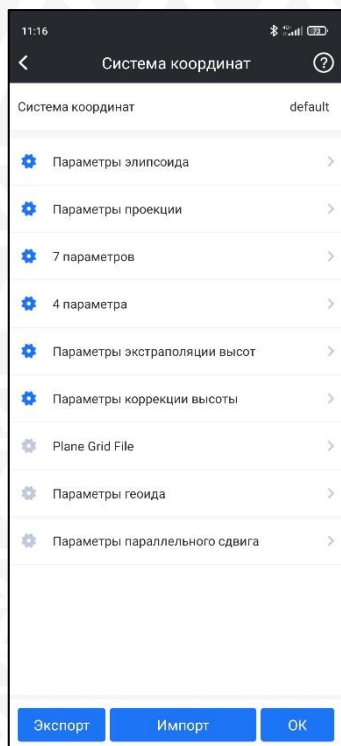 11:16
73
Система координат
Система координат default
Параметры элипсоида
Параметры проекции
7 параметров
4 параметра
Параметры экстраполяции высот
Параметры коррекции высоты
Plane Grid File
Параметры геоида
Параметры параллельного сдвига
Экспорт Импорт OK